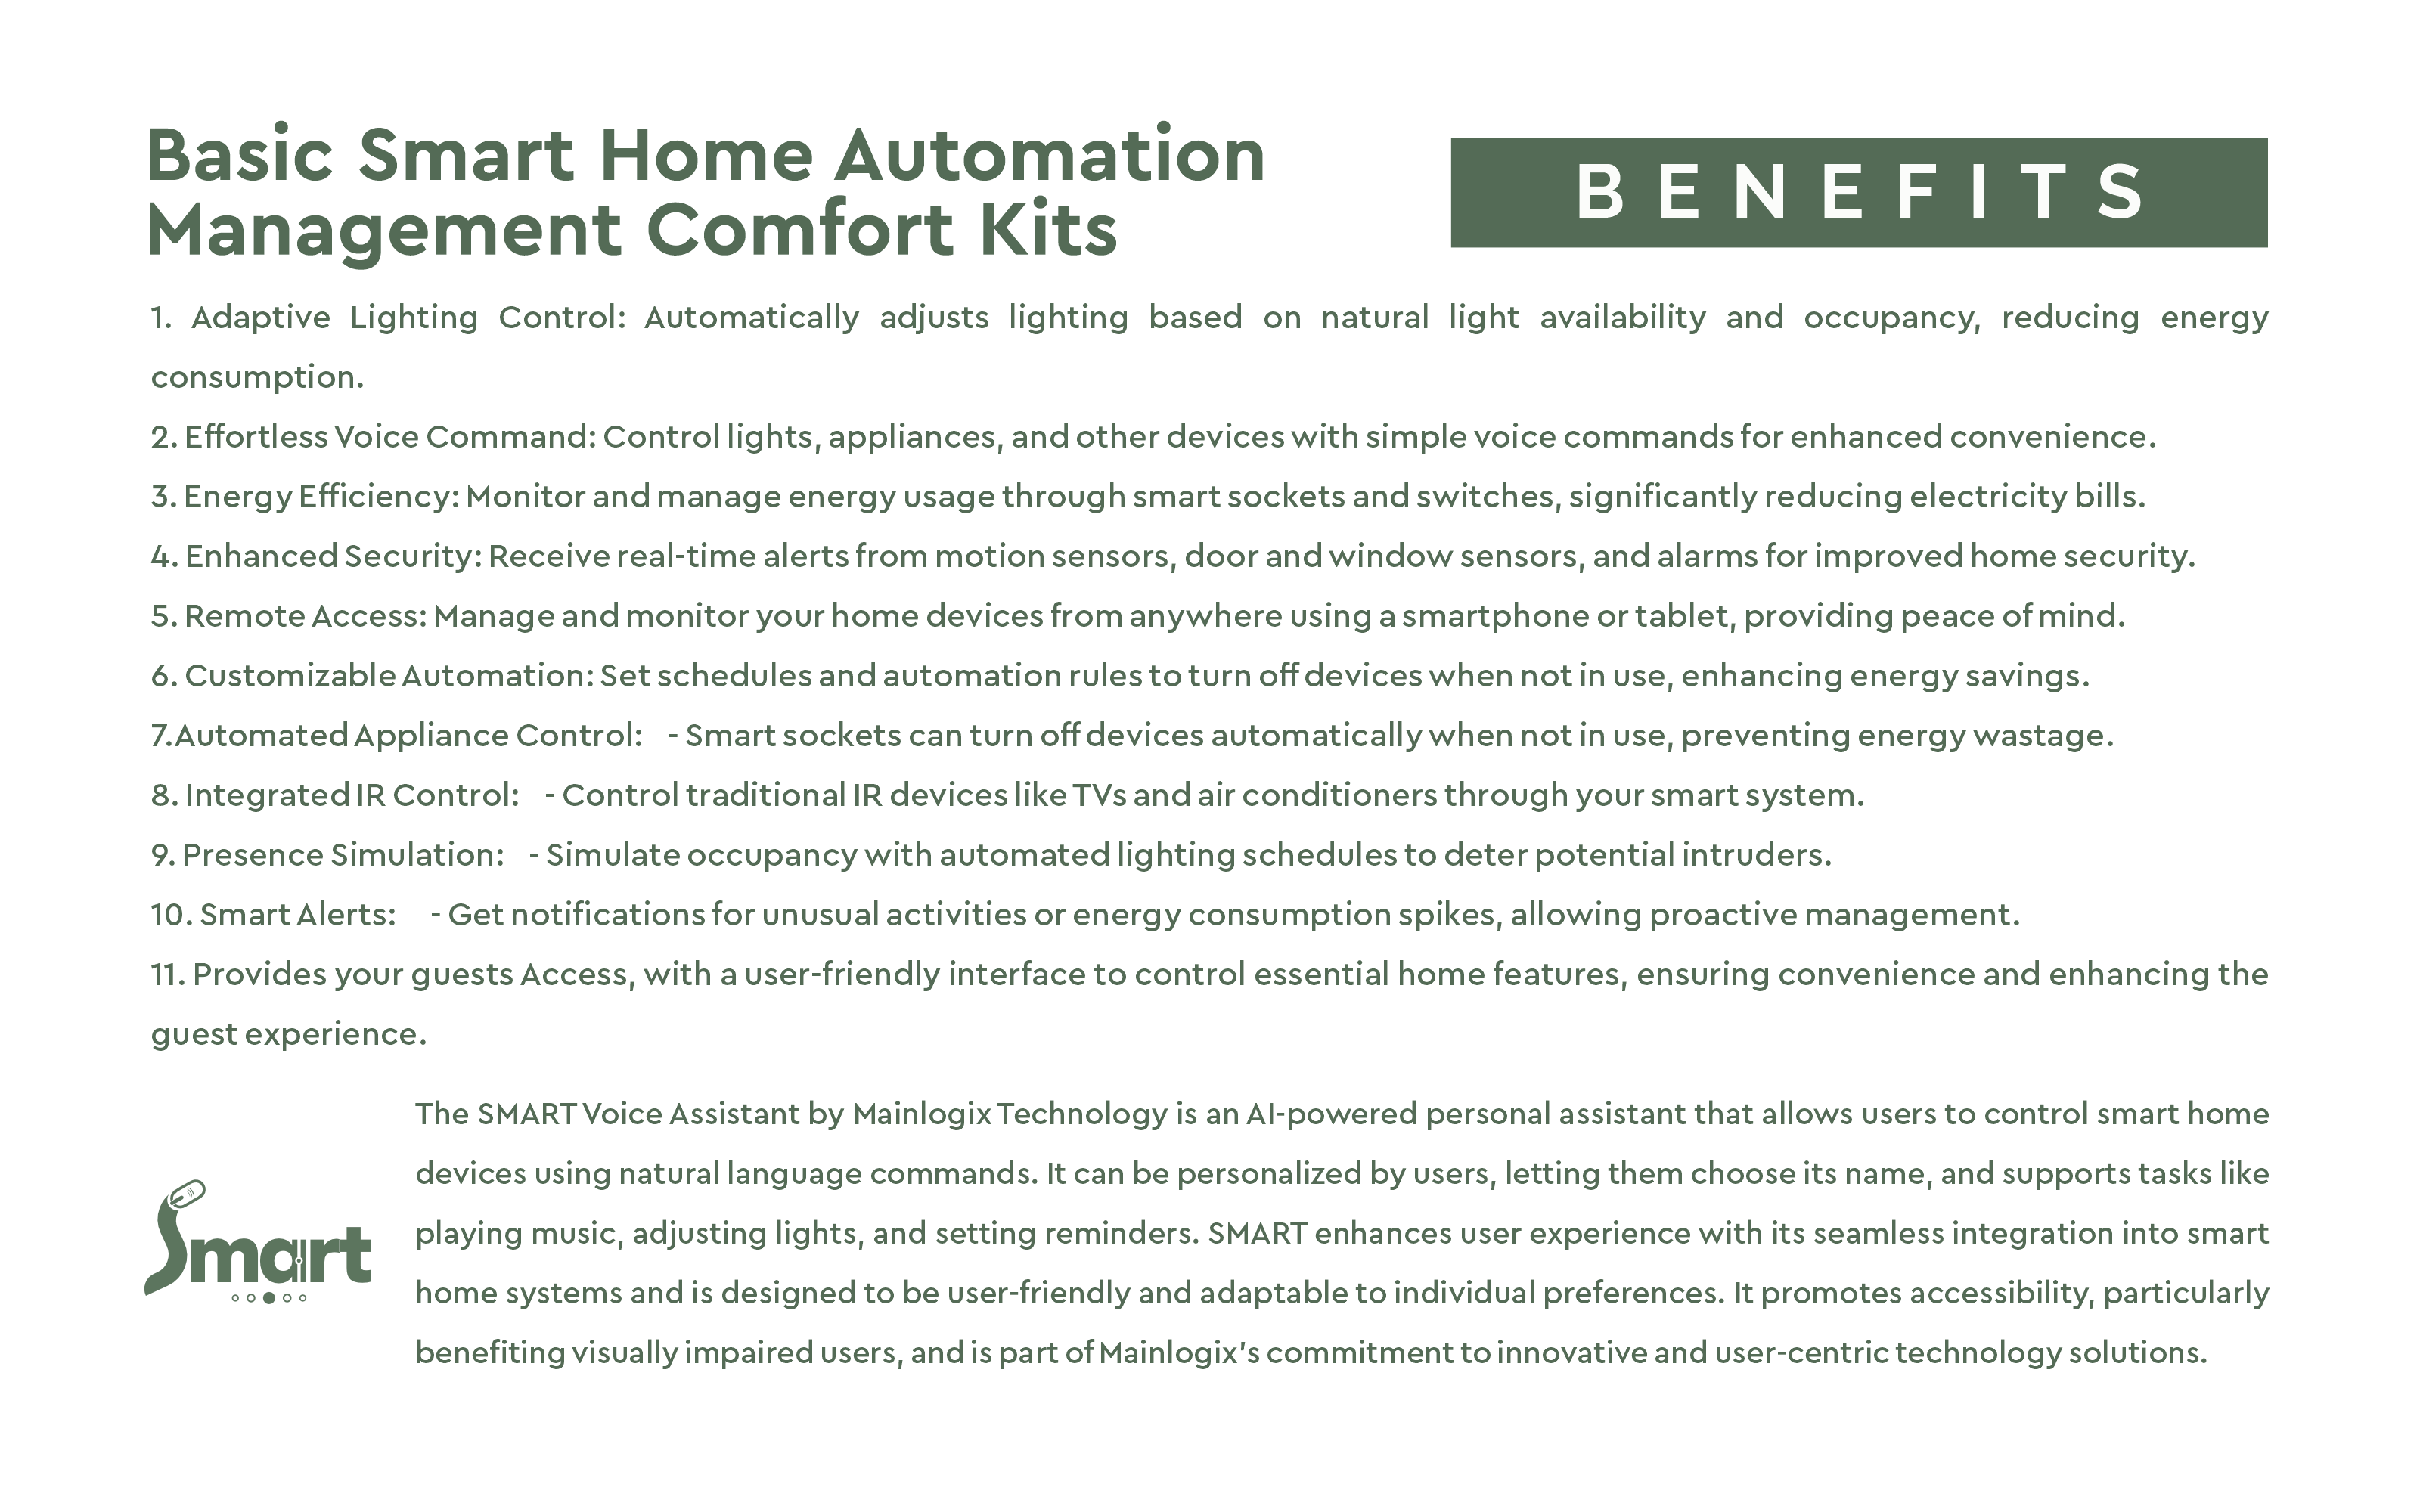 Basic Smart Home Automation
Management Comfort Kits
BENEFITS
1. Adaptive Lighting Control: Automatically adjusts lighting based on natural light availability and occupancy, reducing energy
consumption.
2. Effortless Voice Command: Control lights, appliances, and other devices with simple voice commands for enhanced convenience.
3. Energy Efficiency: Monitor and manage energy usage through smart sockets and switches, significantly reducing electricity bills.
4. Enhanced Security: Receive real-time alerts from motion sensors, door and window sensors, and alarms for improved home security.
5. Remote Access: Manage and monitor your home devices from anywhere using a smartphone or tablet, providing peace of mind.
6. Customizable Automation: Set schedules and automation rules to turn off devices when not in use, enhancing energy savings.
7.Automated Appliance Control: - Smart sockets can turn off devices automatically when not in use, preventing energy wastage.
8. Integrated IR Control: - Control traditional IR devices like TVs and air conditioners through your smart system.
9. Presence Simulation: - Simulate occupancy with automated lighting schedules to deter potential intruders.
10. Smart Alerts: - Get notifications for unusual activities or energy consumption spikes, allowing proactive management.
11. Provides your guests Access, with a user-friendly interface to control essential home features, ensuring convenience and enhancing the
guest experience.
Smart
The SMART Voice Assistant by Mainlogix Technology is an AI-powered personal assistant that allows users to control smart home
devices using natural language commands. It can be personalized by users, letting them choose its name, and supports tasks like
playing music, adjusting lights, and setting reminders. SMART enhances user experience with its seamless integration into smart
home systems and is designed to be user-friendly and adaptable to individual preferences. It promotes accessibility, particularly
benefiting visually impaired users, and is part of Mainlogix's commitment to innovative and user-centric technology solutions.